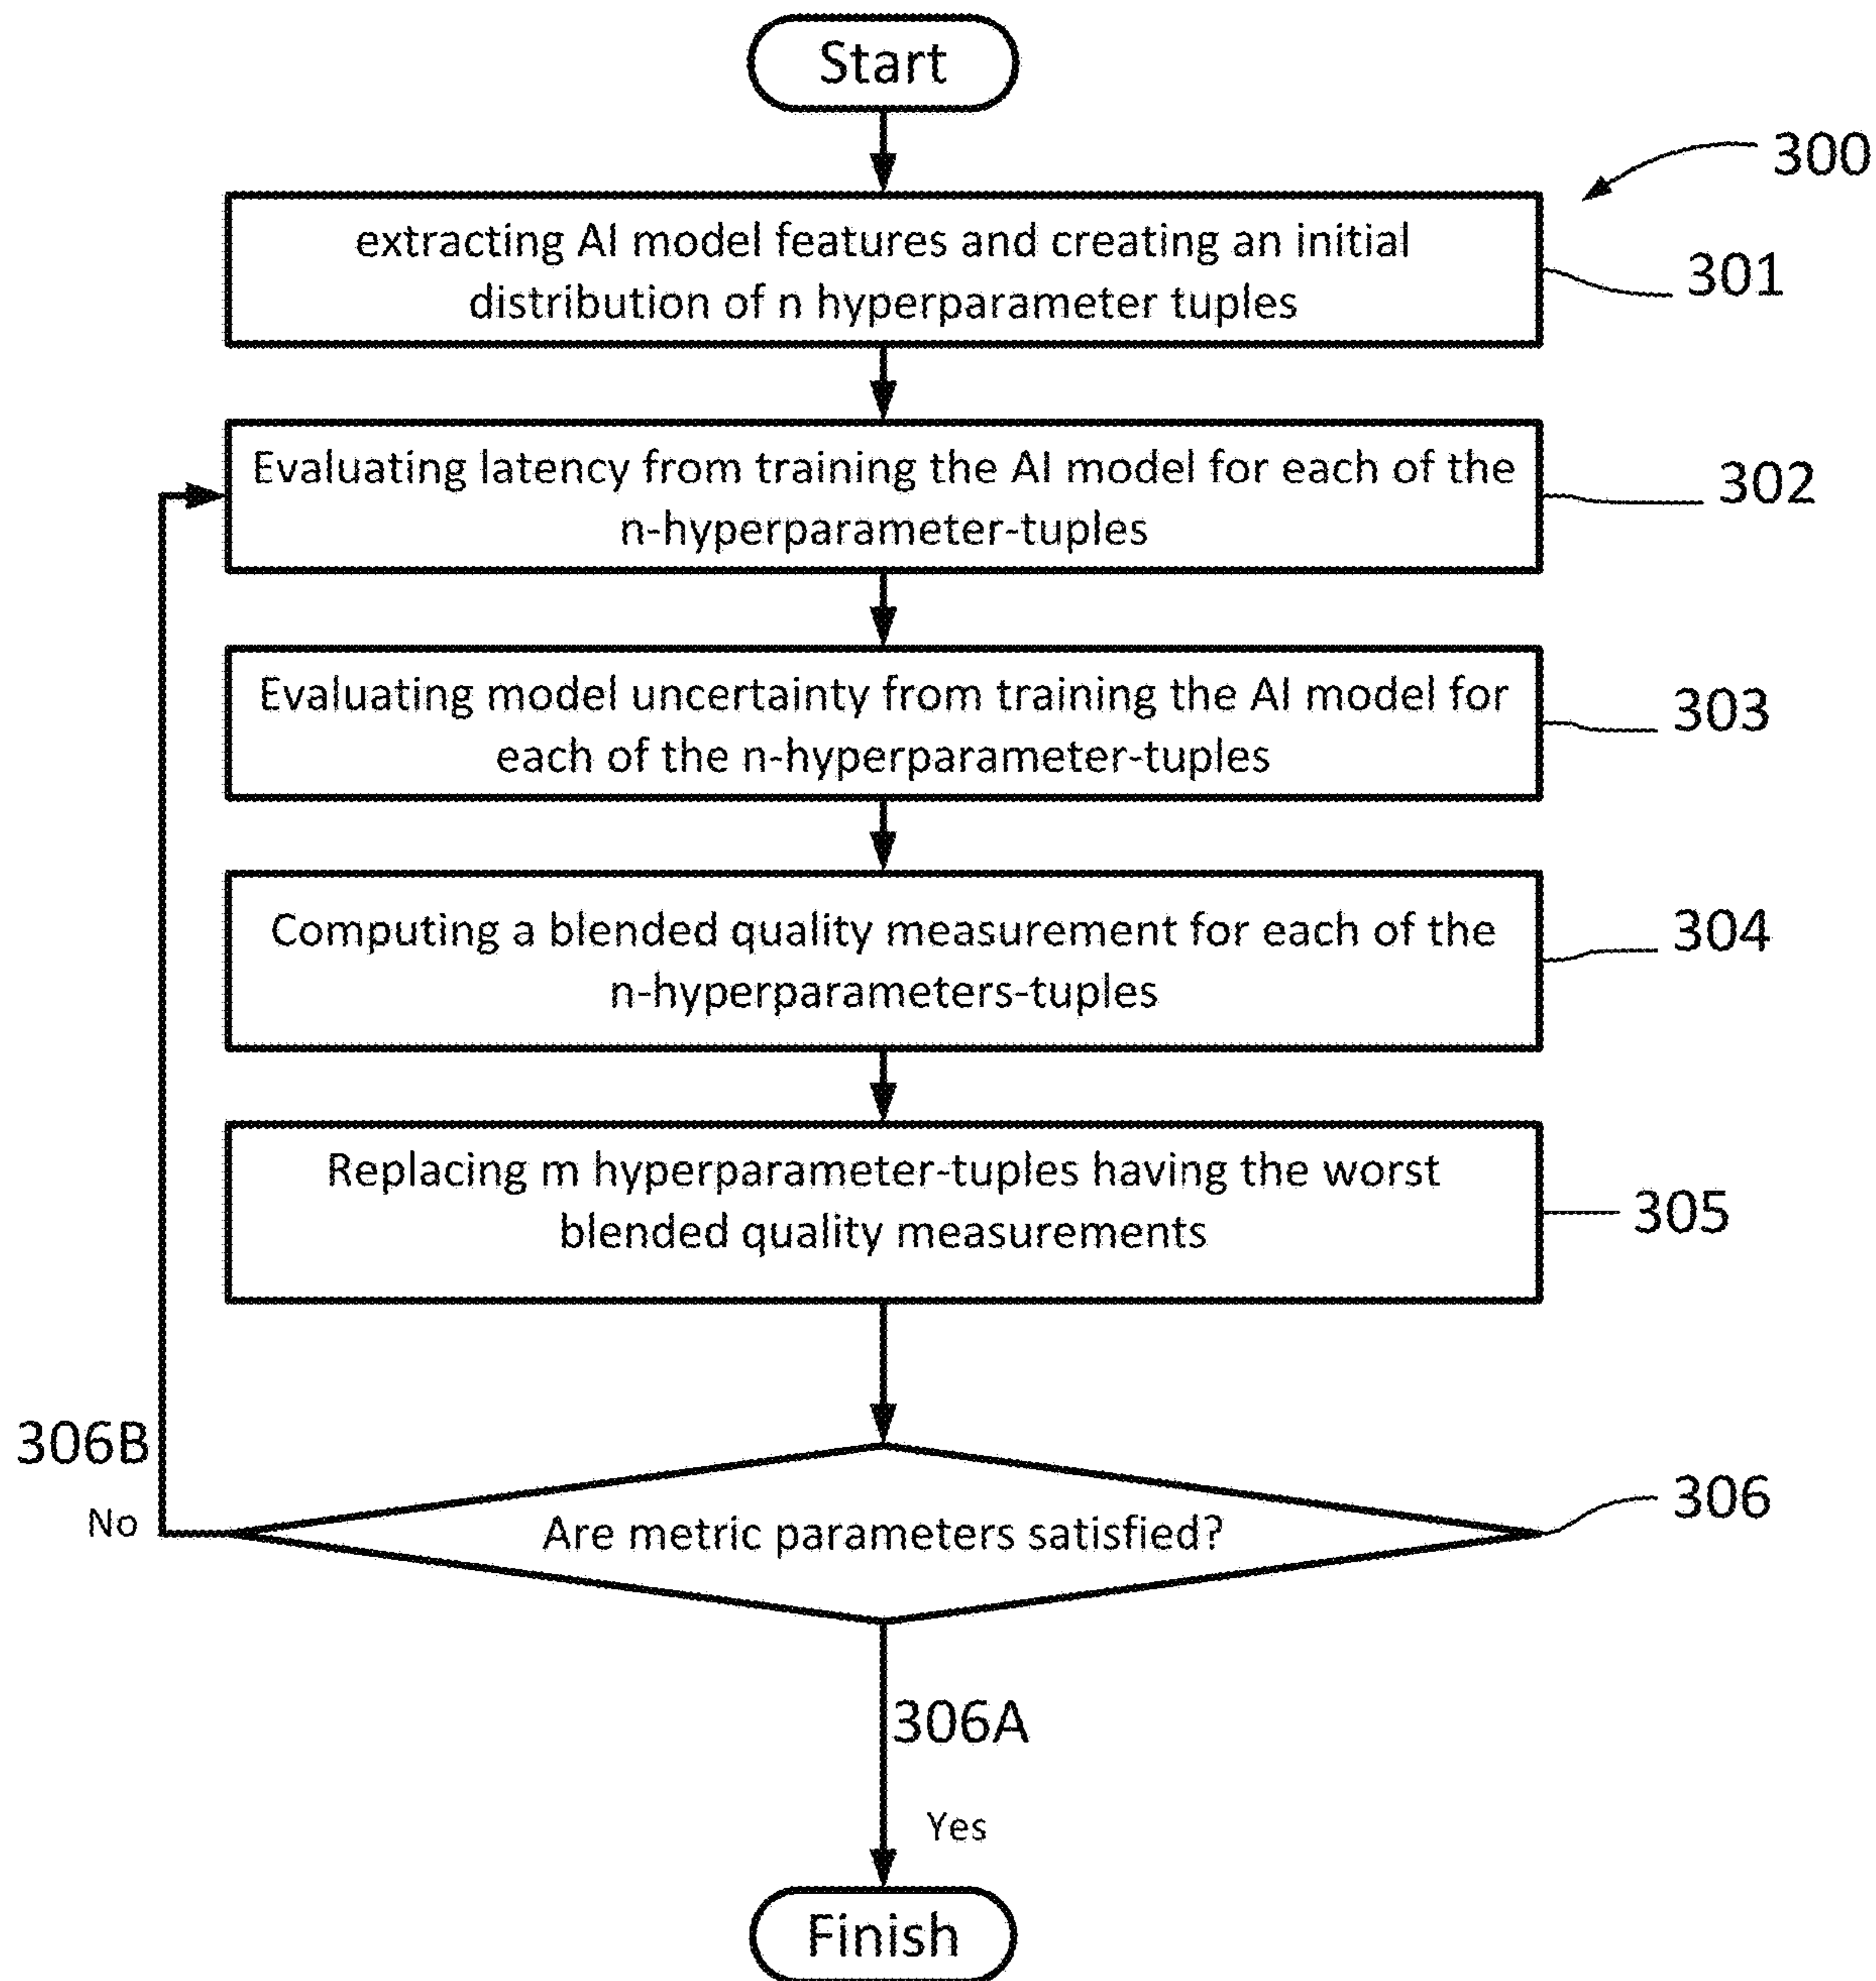 Start
300
extracting AI model features and creating an initial
distribution of n hyperparameter tuples
301
Evaluating latency from training the AI model for each of the
n-hyperparameter-tuples
302
Evaluating model uncertainty from training the AI model for
each of the n-hyperparameter-tuples
303
Computing a blended quality measurement for each of the
n-hyperparameters-tuples
304
Replacing m hyperparameter-tuples having the worst
blended quality measurements
305
306B
No
Are metric parameters satisfied?
306
306A
Yes
Finish